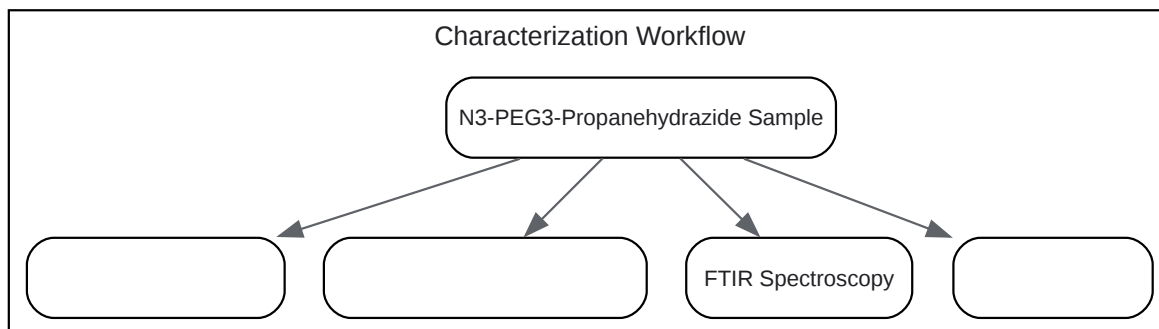 Characterization Workflow
N3-PEG3-Propanehydrazide Sample
FTIR Spectroscopy